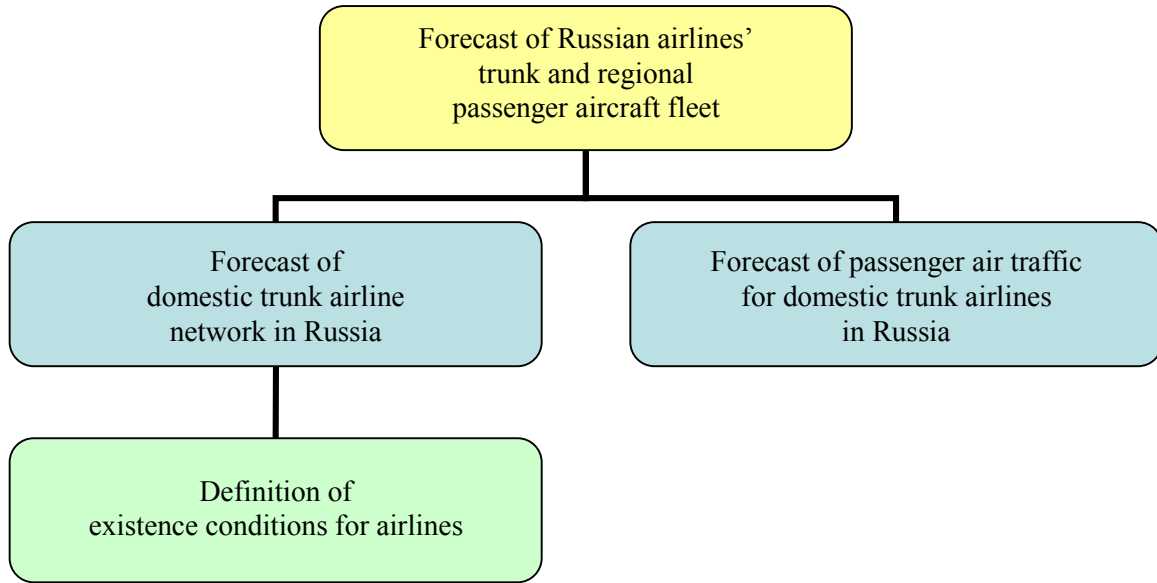 Forecast of Russian airlines’
trunk and regional
passenger aircraft fleet
Forecast of
domestic trunk airline
network in Russia
Forecast of passenger air traffic
for domestic trunk airlines
in Russia
Definition of
existence conditions for airlines